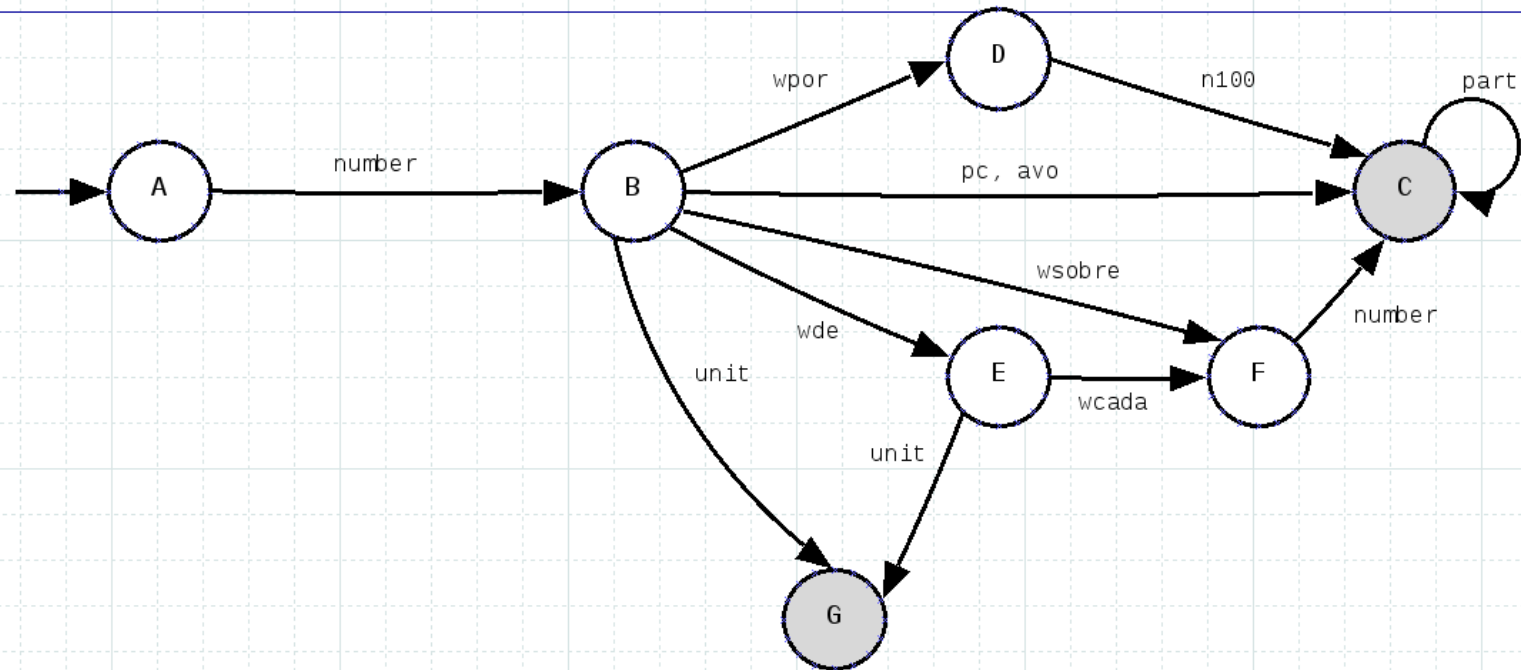 D
part
wpor
n100
number
pc, avo
A
B
C
wsobre
number
wde
unit
E
F
wcada
unit
G